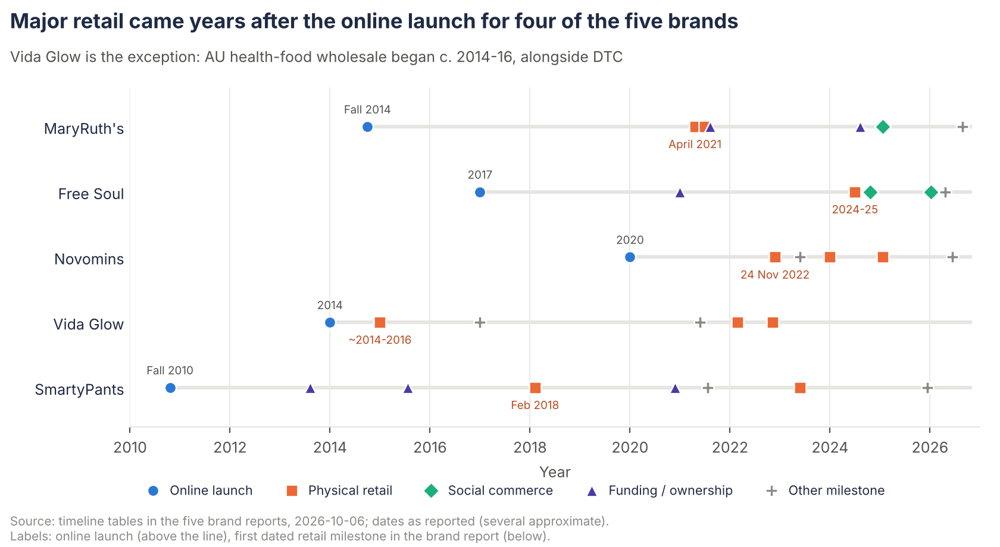 Major retail came years after the online launch for four of the five brands
Vida Glow is the exception: AU health-food wholesale began c. 2014-16, alongside DTC
Fall 2014
MaryRuth's
April 2021
2017
Free Soul
2024-25
2020
Novomins
24 Nov 2022
2014
Vida Glow
~2014-2016
Fall 2010
SmartyPants
Feb 2018
2010 2012 2014 2016 2018 2020 2022 2024 2026
Year
Online launch Physical retail Social commerce Funding / ownership Other milestone
Source: timeline tables in the five brand reports, 2026-10-06; dates as reported (several approximate).
Labels: online launch (above the line), first dated retail milestone in the brand report (below).